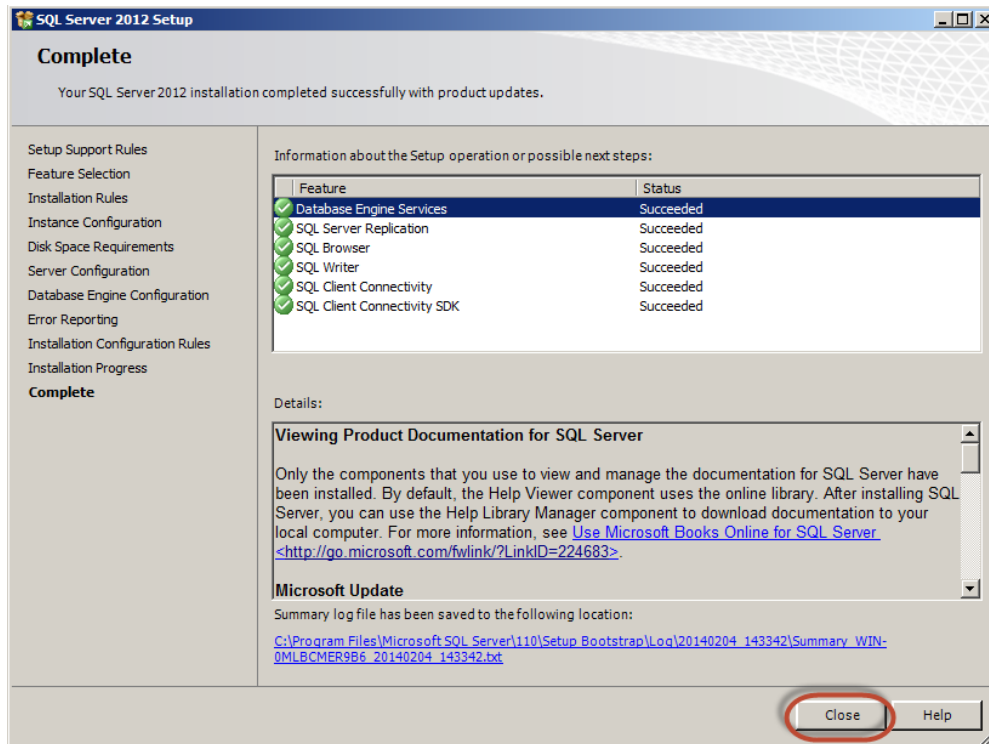 SQL Server 2012 Setup
Complete
Your SQL Server 2012 installation completed successfully with product updates.
Setup Support Rules
Feature Selection
Installation Rules
Instance Configuration
Disk Space Requirements
Server Configuration
Database Engine Configuration
Error Reporting
Installation Configuration Rules
Installation Progress
Complete
Information about the Setup operation or possible next steps:
Feature Status
Database Engine Services Succeeded
SQL Server Replication Succeeded
SQL Browser Succeeded
SQL Writer Succeeded
SQL Client Connectivity Succeeded
SQL Client Connectivity SDK Succeeded
Details:
Viewing Product Documentation for SQL Server
Only the components that you use to view and manage the documentation for SQL Server have
been installed. By default, the Help Viewer component uses the online library. After installing SQL
Server, you can use the Help Library Manager component to download documentation to your
local computer. For more information, see Use Microsoft Books Online for SQL Server
<http://go.microsoft.com/fwlink/?LinkID=224683>.
Microsoft Update
Summary log file has been saved to the following location:
C:\Program Files\Microsoft SQL Server\110\Setup Bootstrap\Log\20140204_143342\Summary_WIN-
0MLBCMER9B6_20140204_143342.txt
Close Help